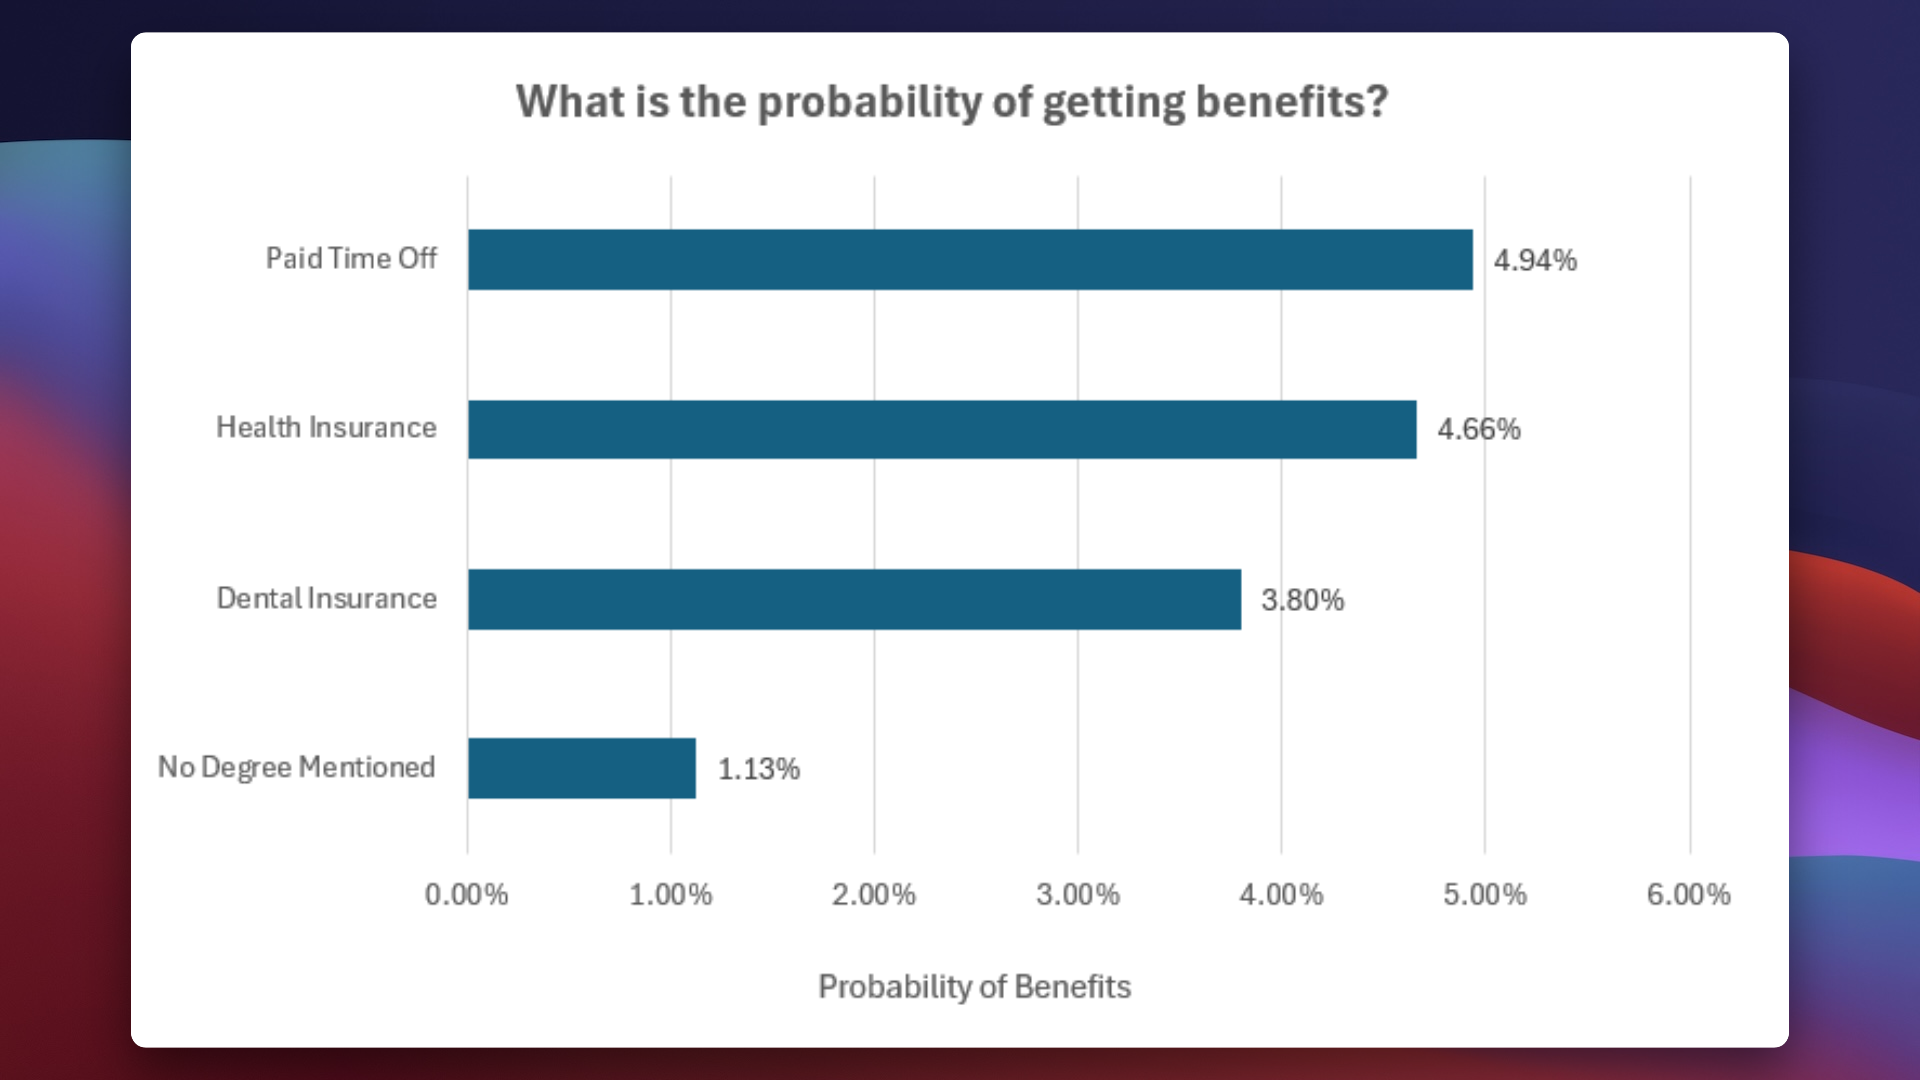 What is the probability of getting benefits?
Paid Time Off
4.94%
Health Insurance
4.66%
Dental Insurance
3.80%
No Degree Mentioned
1.13%
0.00% 1.00% 2.00% 3.00% 4.00% 5.00% 6.00%
Probability of Benefits